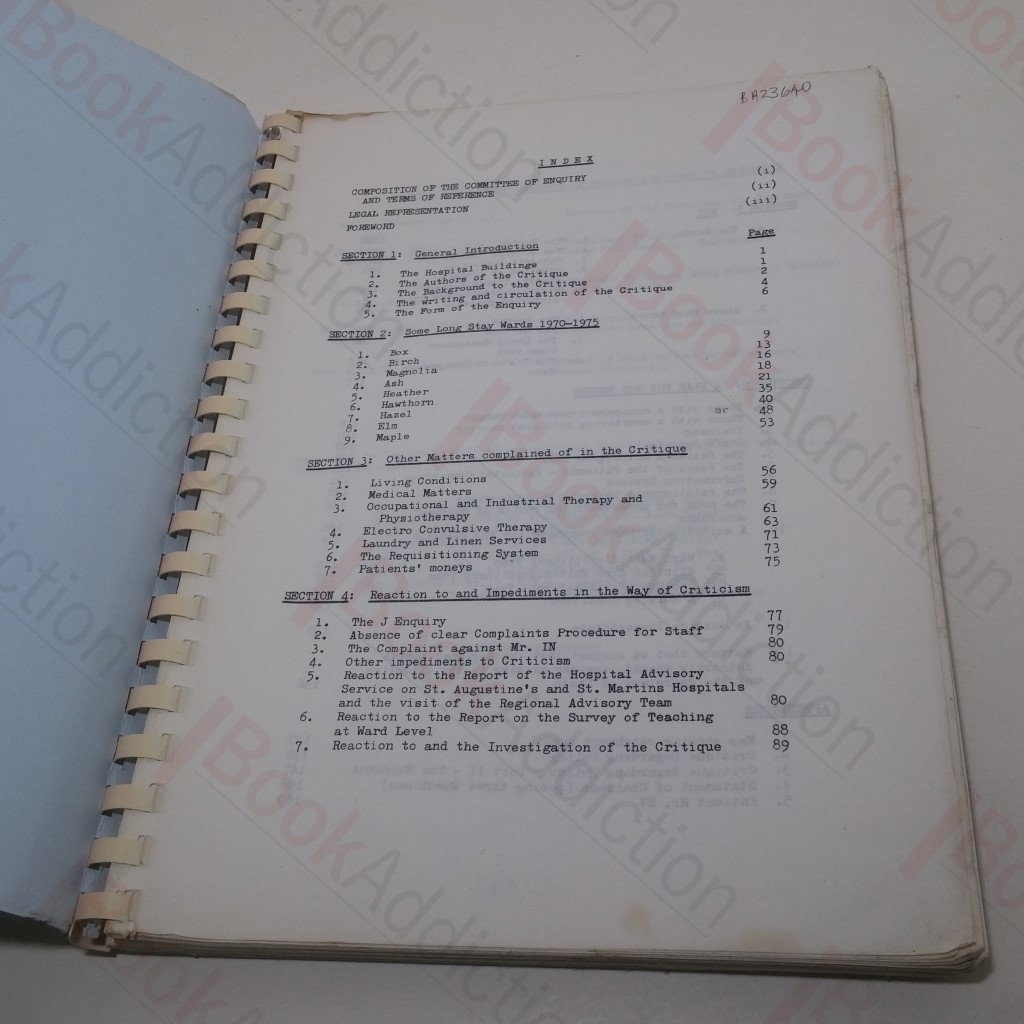 BA23640
INDEX
COMPOSITION OF THE COMMITTEE OF ENQUIRY (i)
AND TERMS OF REFERENCE (ii)
LEGAL REPRESENTATION (iii)
FOREWORD
Page
SECTION 1: General Introduction 1
1. The Hospital Buildings 1
2. The Authors of the Critique 2
3. The Background to the Critique 4
4. The writing and circulation of the Critique 6
5. The Form of the Enquiry
SECTION 2: Some Long Stay Wards 1970-1975
1. Box 9
2. Birch 13
3. Magnolia 16
4. Ash 18
5. Heather 21
6. Hawthorn 35
7. Hazel 40
8. Elm 48
9. Maple 53
SECTION 3: Other Matters complained of in the Critique
1. Living Conditions 56
2. Medical Matters 59
3. Occupational and Industrial Therapy and
Physiotherapy 61
4. Electro Convulsive Therapy 63
5. Laundry and Linen Services 71
6. The Requisitioning System 73
7. Patients' moneys 75
SECTION 4: Reaction to and Impediments in the Way of Criticism
1. The J Enquiry 77
2. Absence of clear Complaints Procedure for Staff 79
3. The Complaint against Mr. IN 80
4. Other impediments to Criticism 80
5. Reaction to the Report of the Hospital Advisory
Service on St. Augustine's and St. Martins Hospitals
and the visit of the Regional Advisory Team 80
6. Reaction to the Report on the Survey of Teaching
at Ward Level 88
7. Reaction to and the Investigation of the Critique 89
BookAddiction